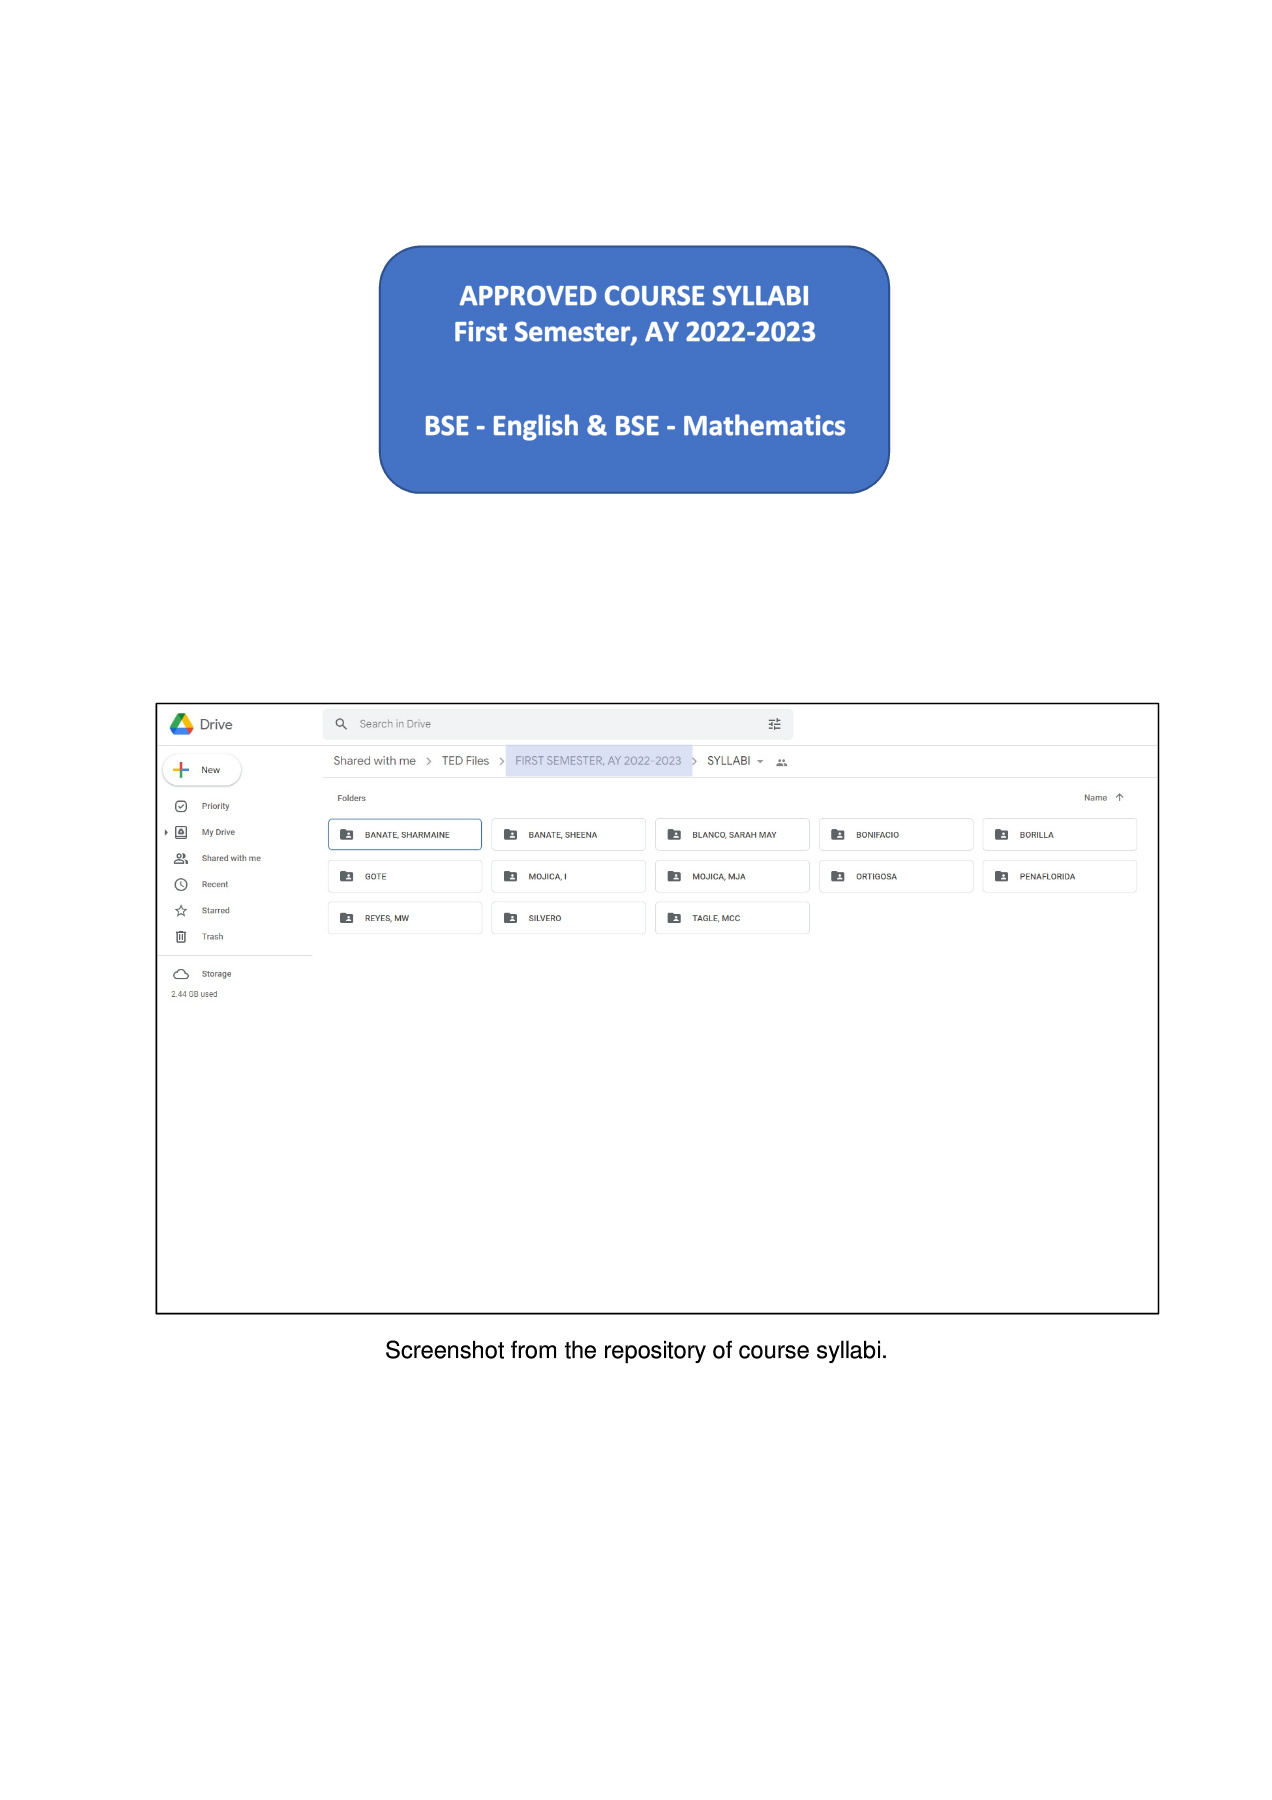 APPROVED COURSE SYLLABI
First Semester, AY 2022-2023
BSE - English & BSE - Mathematics
Drive
Search in Drive
New
Shared with me > TED Files > FIRST SEMESTER, AY 2022-2023 > SYLLABI
Priority
My Drive
Shared with me
Recent
Starred
Trash
Storage
2.44 GB used
Folders
Name
BANATE, SHARMAINE
BANATE, SHEENA
BLANCO, SARAH MAY
BONIFACIO
BORILLA
GOTE
MOJICA, I
MOJICA, MJA
ORTIGOSA
PENAFLORIDA
REYES, MW
SILVERO
TAGLE, MCC
Screenshot from the repository of course syllabi.